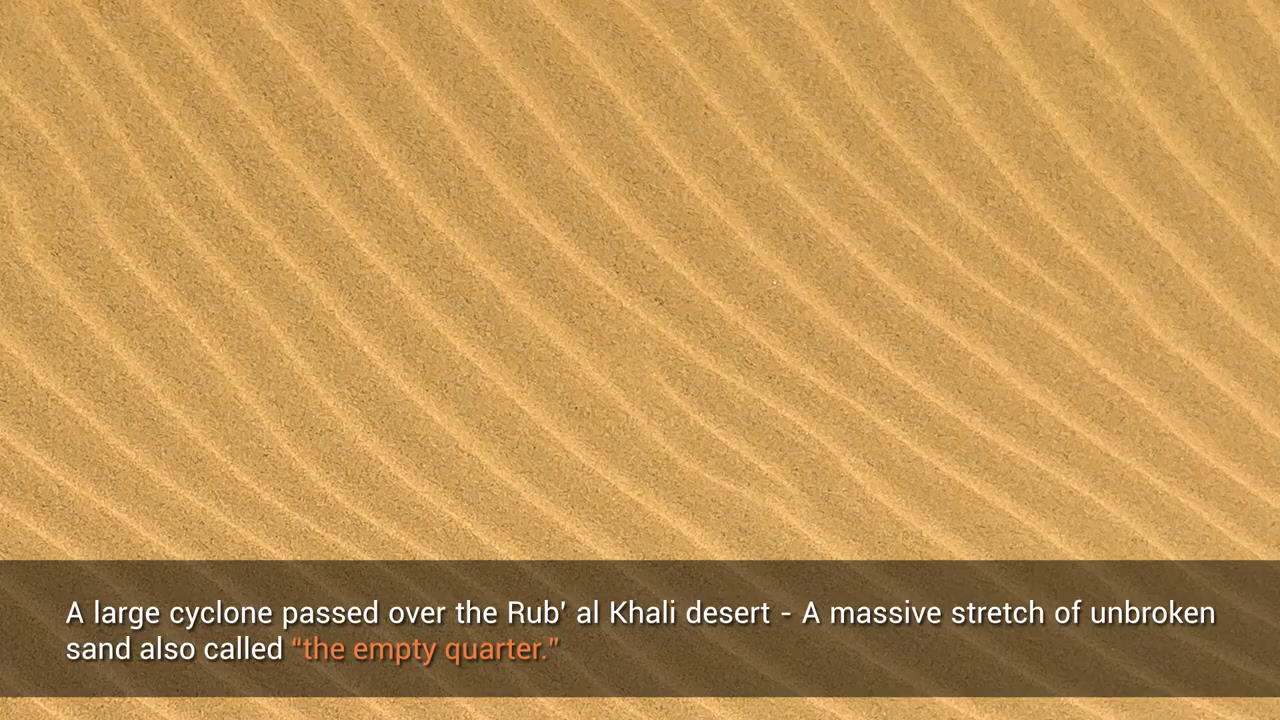 A large cyclone passed over the Rub' al Khali desert - A massive stretch of unbroken
sand also called “the empty quarter.”